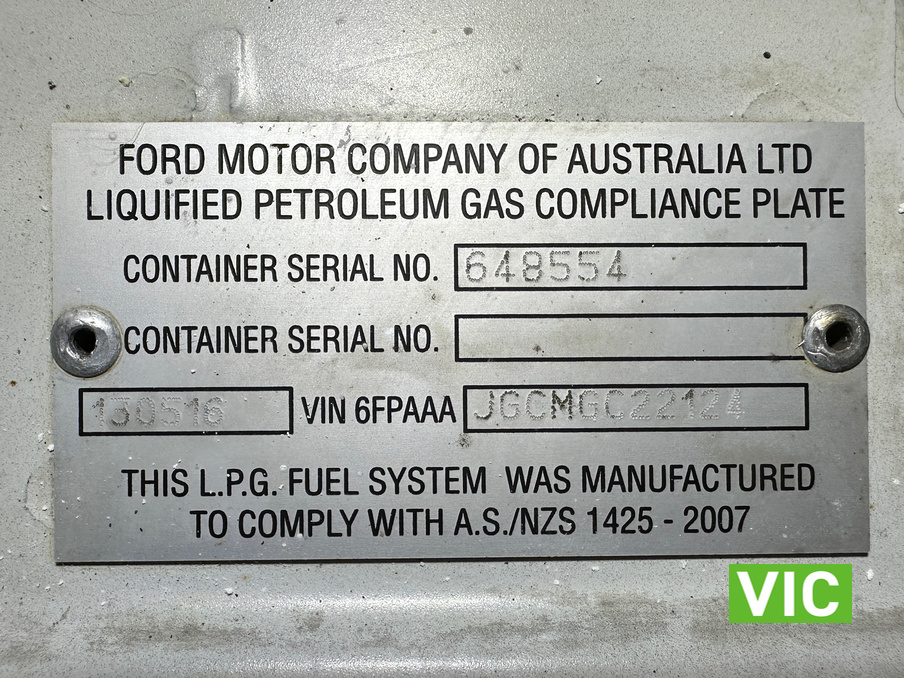 FORD MOTOR COMPANY OF AUSTRALIA LTD
LIQUIFIED PETROLEUM GAS COMPLIANCE PLATE
CONTAINER SERIAL NO. 648554
CONTAINER SERIAL NO.
130516 VIN 6FPAAA JGCMGC22124
THIS L.P.G. FUEL SYSTEM WAS MANUFACTURED
TO COMPLY WITH A.S./NZS 1425 - 2007
VIC